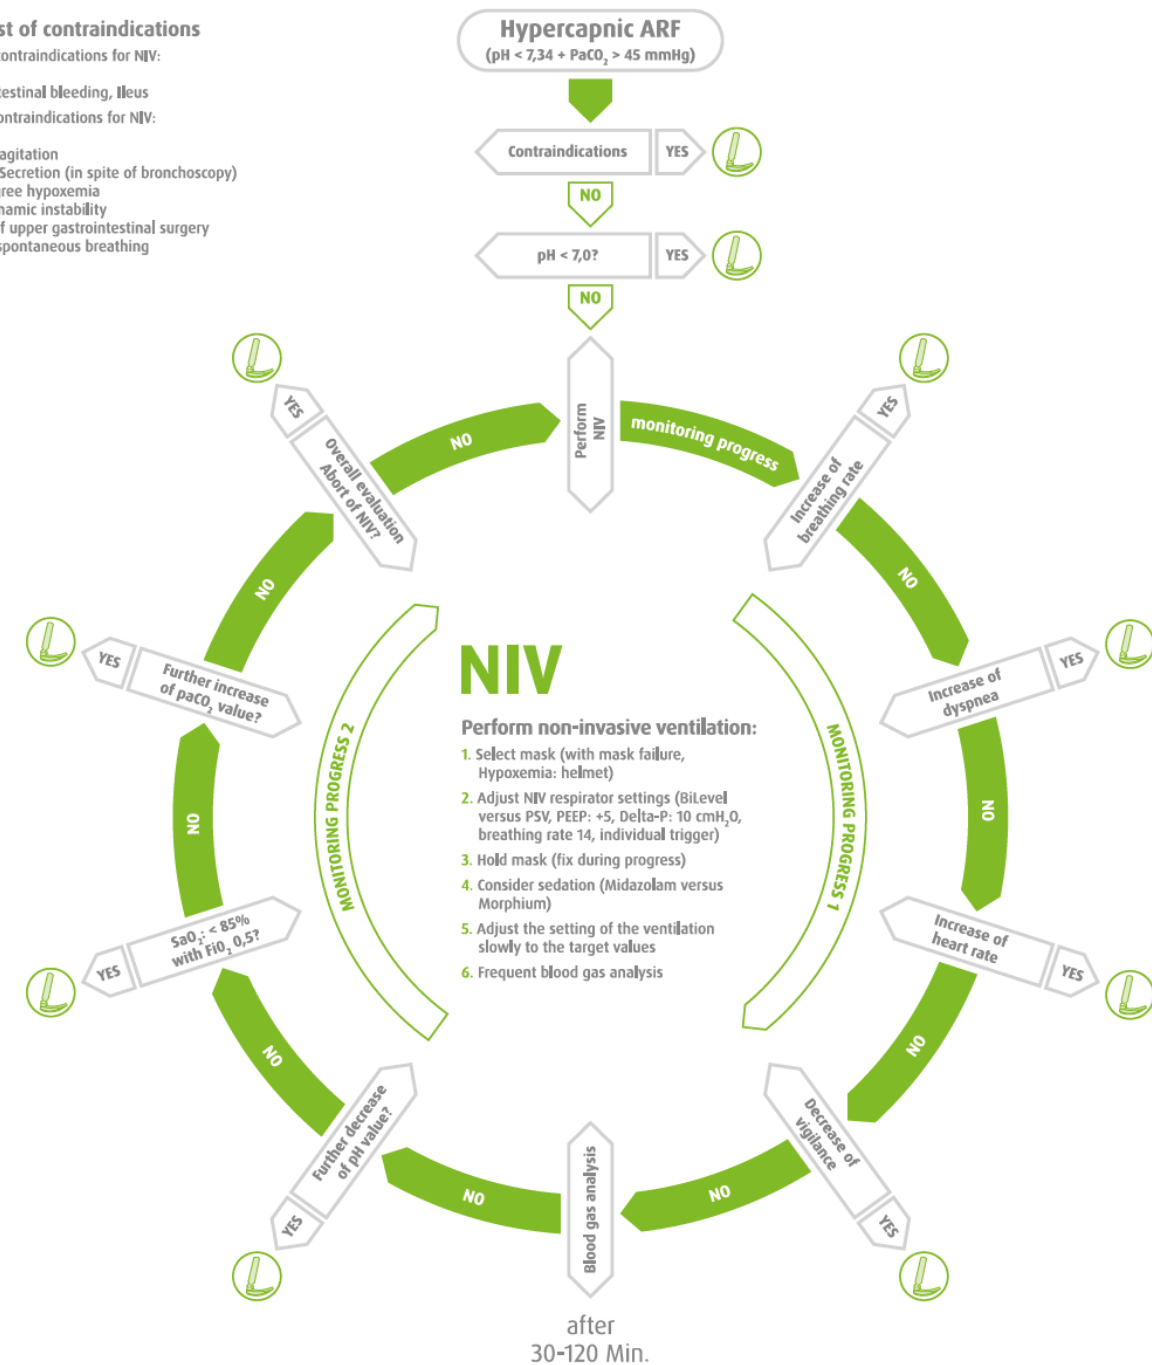 st of contraindications
contraindications for NIV:
testinal bleeding, Ileus
ontraindications for NIV:
agitation
Secretion (in spite of bronchoscopy)
gree hypoxemia
namic instability
of upper gastrointestinal surgery
spontaneous breathing
Hypercapnic ARF
(pH < 7,34 + PaCO₂ > 45 mmHg)
Contraindications
YES
NO
pH < 7,0?
YES
NO
Perform
NIV
monitoring progress
Increase of
breathing rate
YES
NO
Increase of
dyspnea
YES
NO
Increase of
heart rate
YES
NO
Decrease of
vigilance
YES
NO
Blood gas analysis
after
30-120 Min.
NO
Further decrease
of pH value?
YES
NO
SaO₂: < 85%
with FiO₂ 0,5?
YES
NO
Further increase
of paCO₂ value?
YES
NO
Overall evaluation
Abort of NIV?
YES
NO
MONITORING PROGRESS 1
MONITORING PROGRESS 2
NIV
Perform non-invasive ventilation:
1. Select mask (with mask failure,
Hypoxemia: helmet)
2. Adjust NIV respirator settings (BiLevel
versus PSV, PEEP: +5, Delta-P: 10 cmH₂O,
breathing rate 14, individual trigger)
3. Hold mask (fix during progress)
4. Consider sedation (Midazolam versus
Morphium)
5. Adjust the setting of the ventilation
slowly to the target values
6. Frequent blood gas analysis